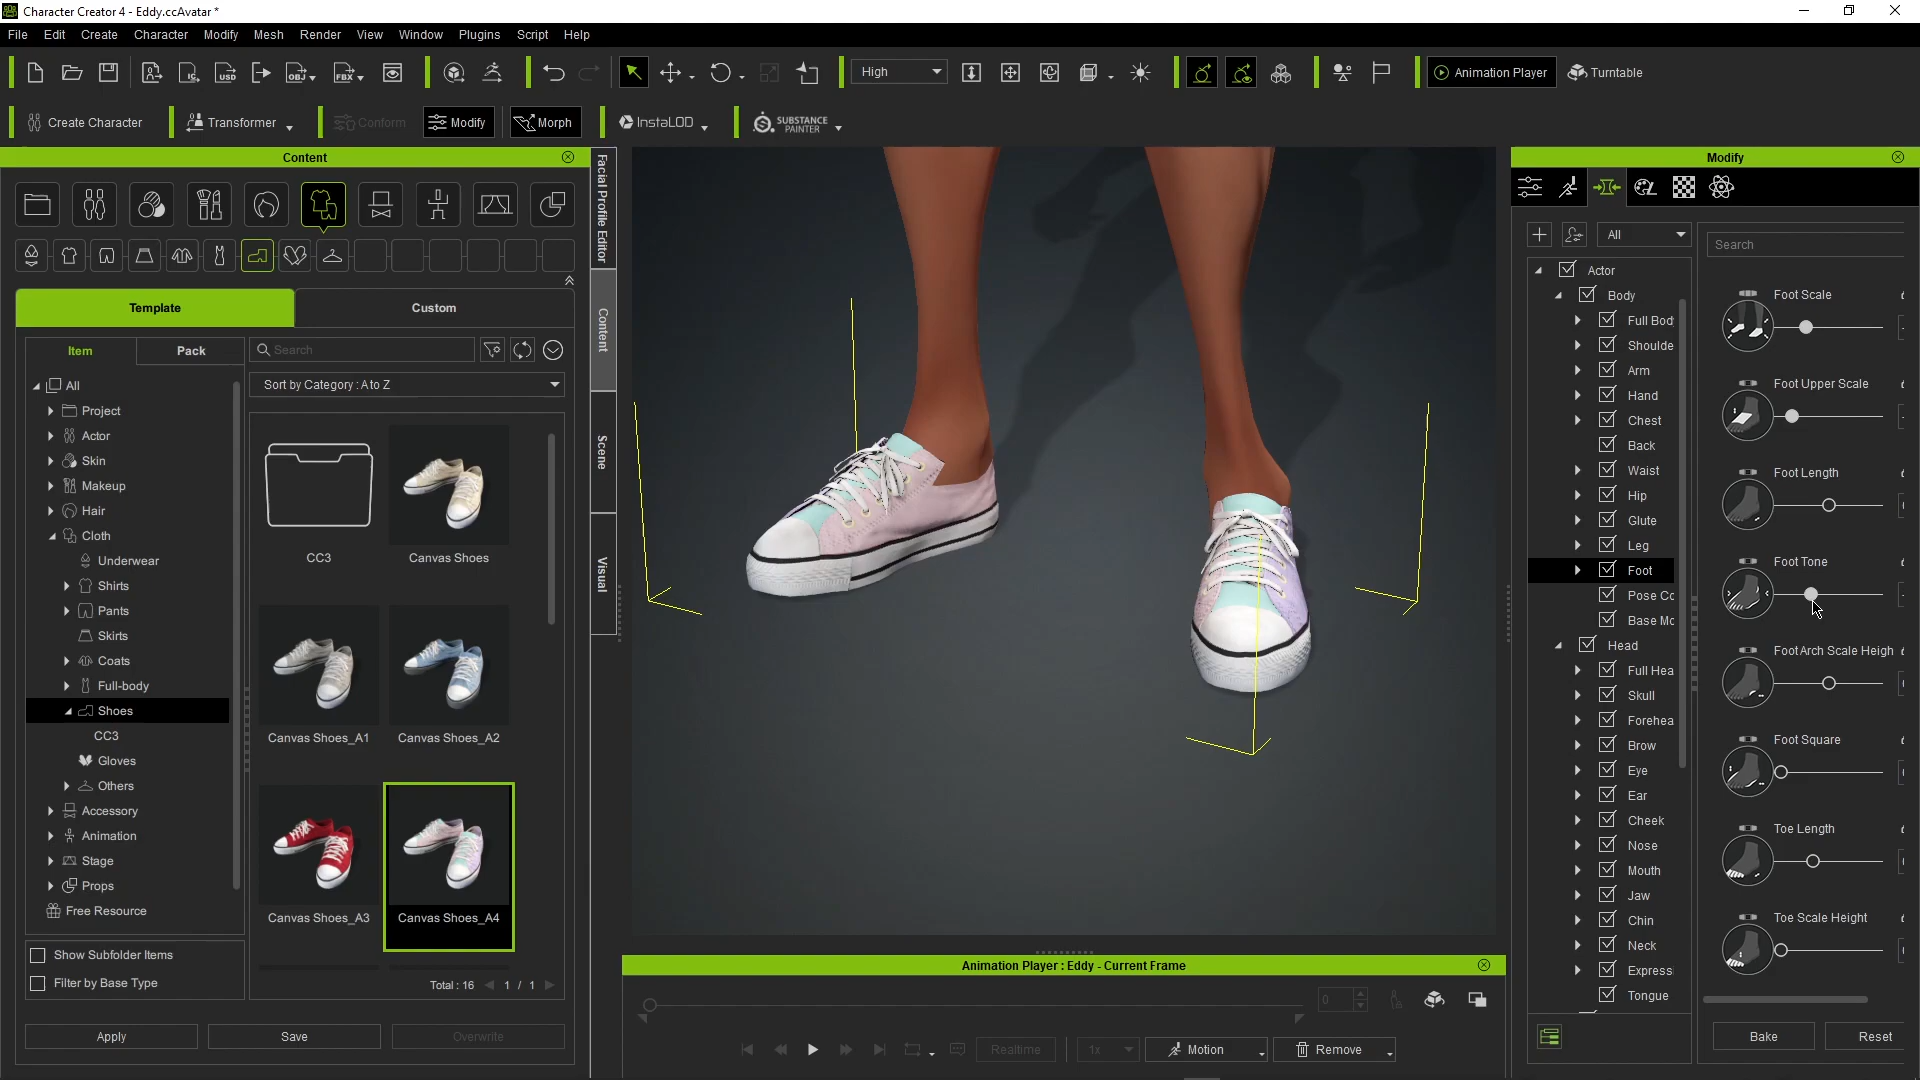 Character Creator 4 - Eddy.ccAvatar *
File Edit Create Character Modify Mesh Render View Window Plugins Script Help
High Animation Player Turntable
Create Character Transformer Conform Modify Morph InstaLOD SUBSTANCE PAINTER
Content
Template Custom
Item Pack Search
Sort by Category : A to Z
All
Project
Actor
Skin
Makeup
Hair
Cloth
Underwear
Shirts
Pants
Skirts
Coats
Full-body
Shoes
CC3
Gloves
Others
Accessory
Animation
Stage
Props
Free Resource
Show Subfolder Items
Filter by Base Type
CC3
Canvas Shoes
Canvas Shoes_A1
Canvas Shoes_A2
Canvas Shoes_A3
Canvas Shoes_A4
Total : 16 1 / 1
Apply Save Overwrite
Facial Profile Editor
Content
Scene
Visual
Animation Player : Eddy - Current Frame
0
Realtime 1x Motion Remove
Modify
All
Search
Actor
Body
Full Bod
Shoulde
Arm
Hand
Chest
Back
Waist
Hip
Glute
Leg
Foot
Pose Co
Base Mo
Head
Full Hea
Skull
Forehea
Brow
Eye
Ear
Cheek
Nose
Mouth
Jaw
Chin
Neck
Express
Tongue
Foot Scale
Foot Upper Scale
Foot Length
Foot Tone
Foot Arch Scale Heigh
Foot Square
Toe Length
Toe Scale Height
Bake Reset